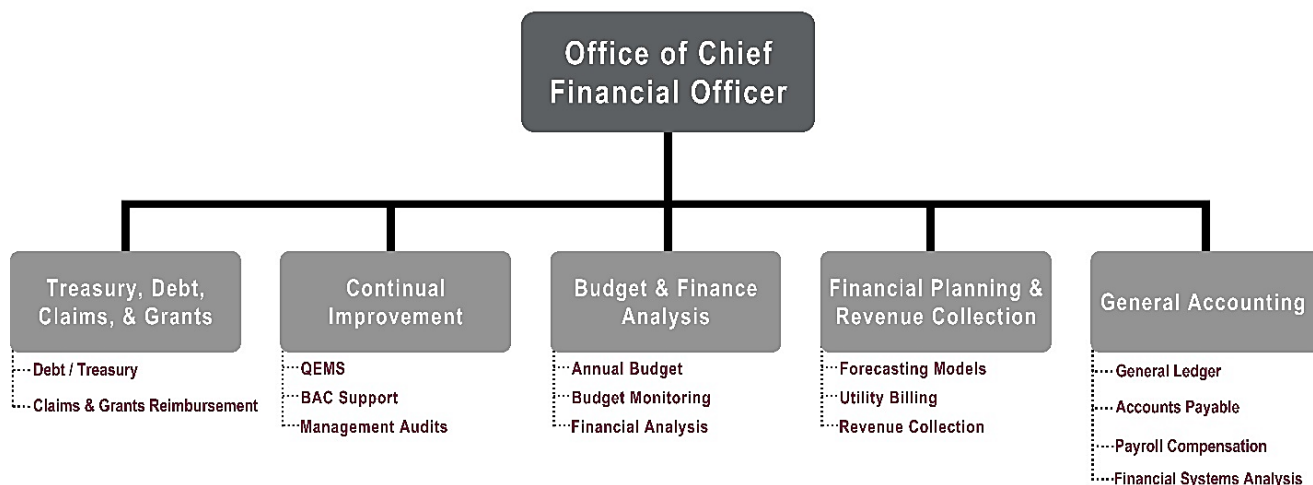 Office of Chief
Financial Officer
Treasury, Debt,
Claims, & Grants
Debt / Treasury
Claims & Grants Reimbursement
Continual
Improvement
QEMS
BAC Support
Management Audits
Budget & Finance
Analysis
Annual Budget
Budget Monitoring
Financial Analysis
Financial Planning &
Revenue Collection
Forecasting Models
Utility Billing
Revenue Collection
General Accounting
General Ledger
Accounts Payable
Payroll Compensation
Financial Systems Analysis